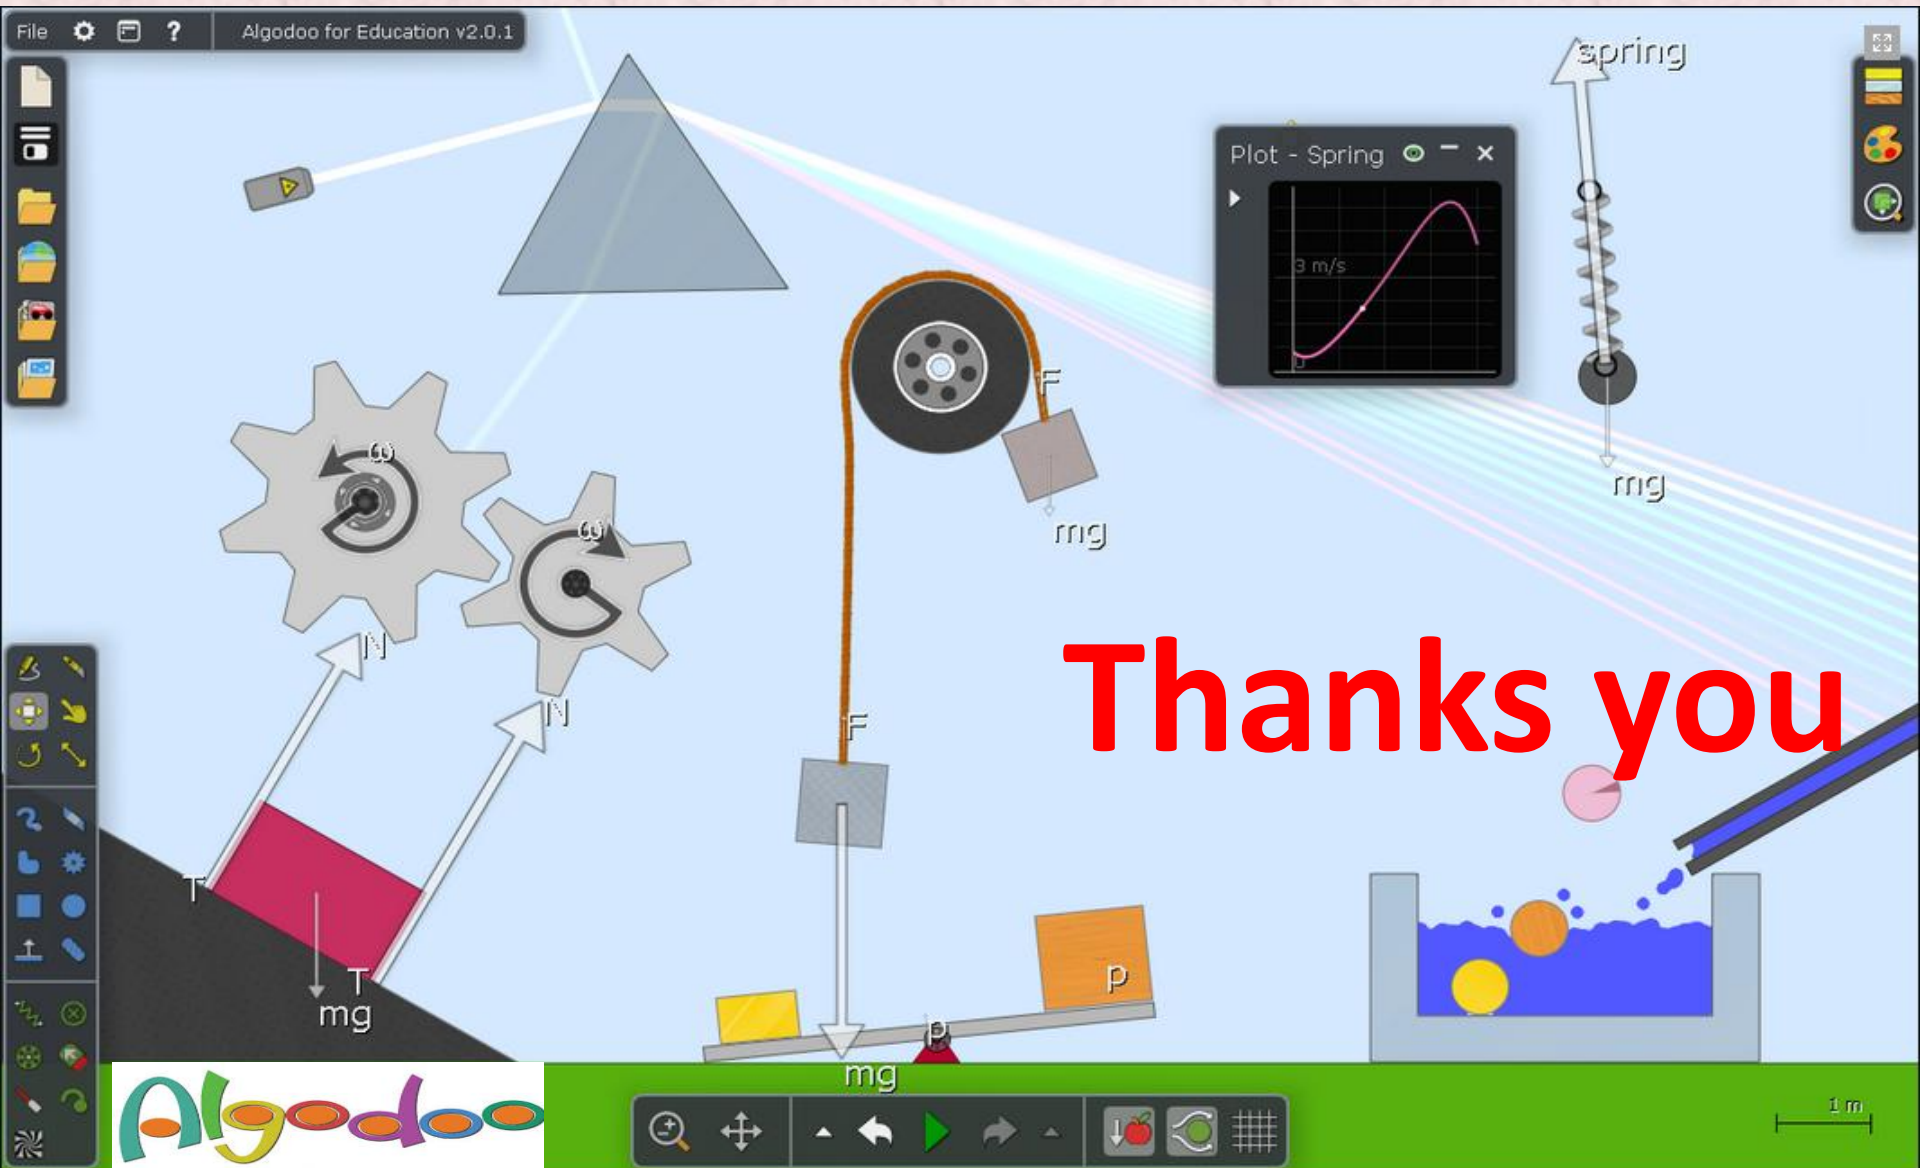 File ? Algodoo for Education v2.0.1
spring
Plot - Spring
3 m/s
0
F
mg
mg
ω
ω
N
N
F
Thanks you
T
T
mg
p
p
mg
Algodoo
1 m